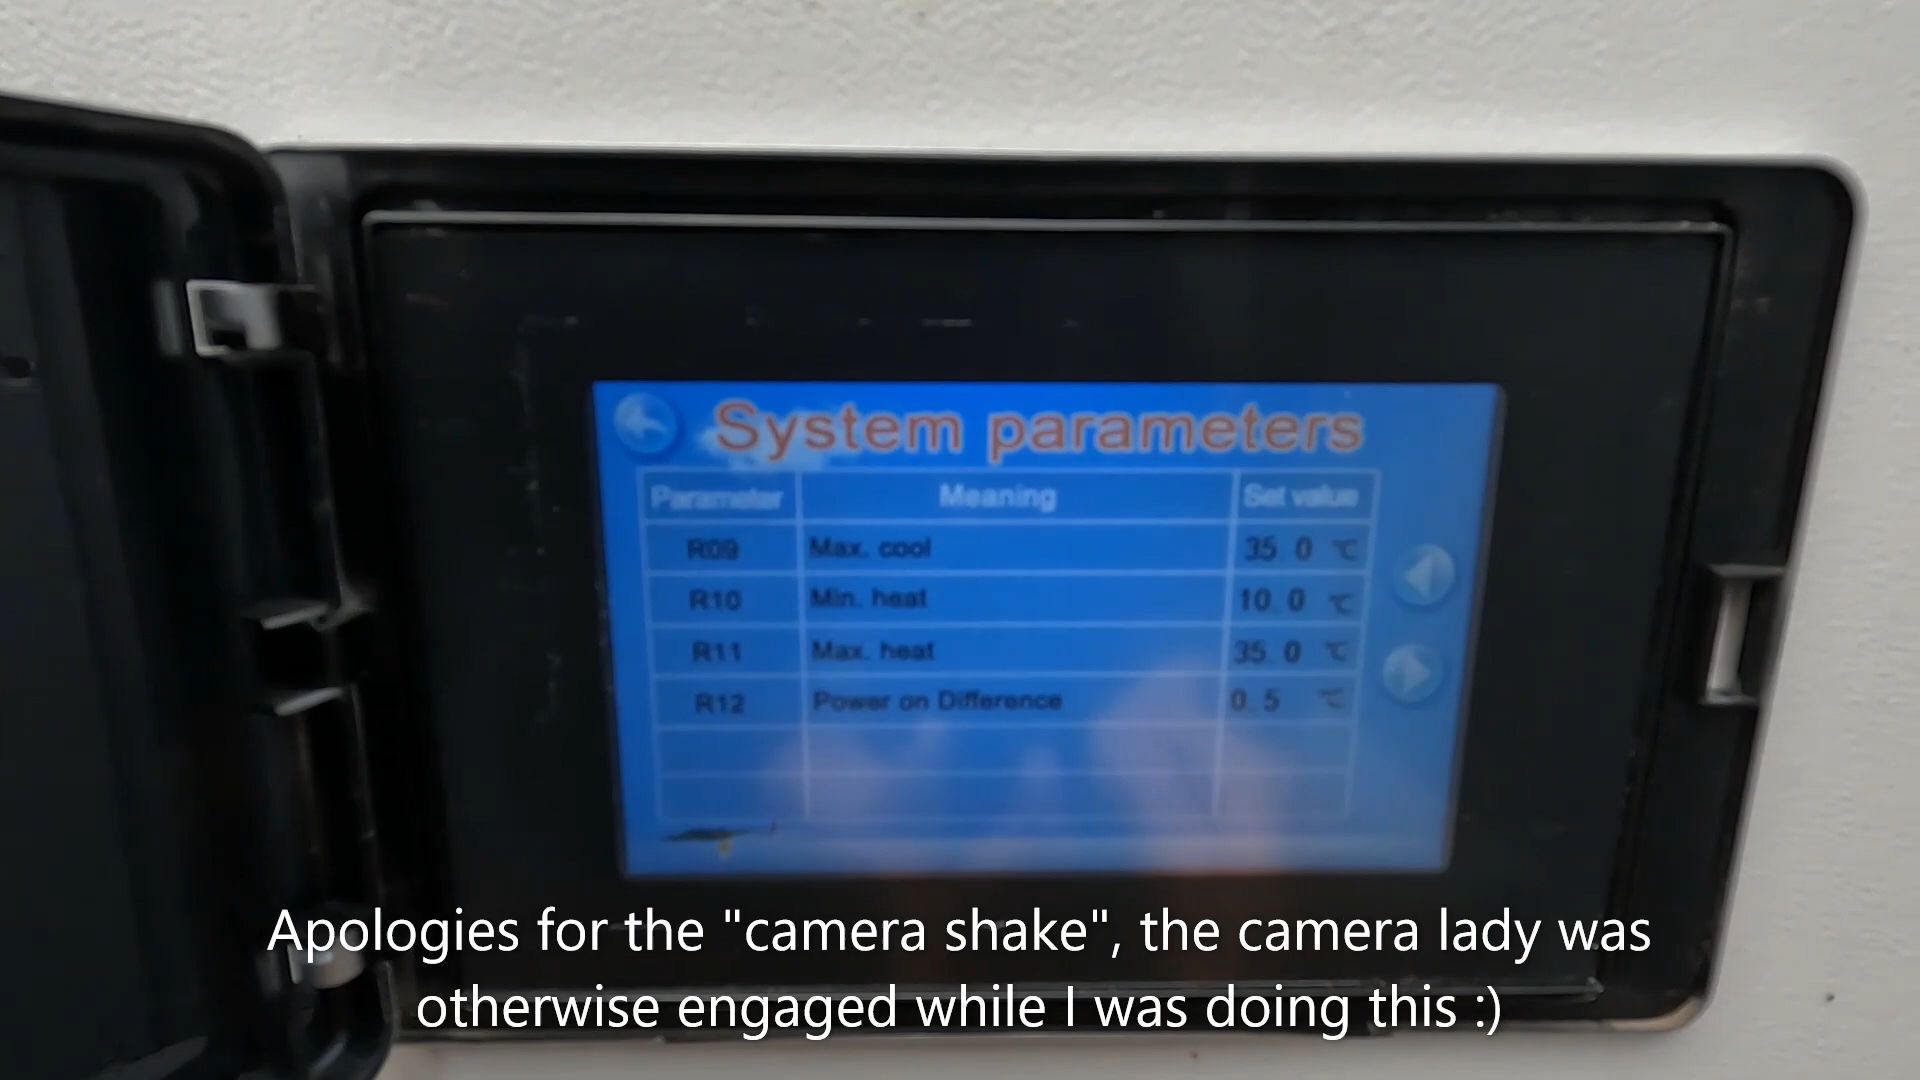 System parameters
Parameter Meaning Set value
R09 Max. cool 35.0 ℃
R10 Min. heat 10.0 ℃
R11 Max. heat 35.0 ℃
R12 Power on Difference 0.5 ℃
Apologies for the "camera shake", the camera lady was
otherwise engaged while I was doing this :)